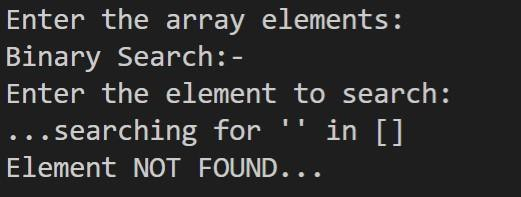 Enter the array elements:
Binary Search:-
Enter the element to search:
...searching for '' in []
Element NOT FOUND...